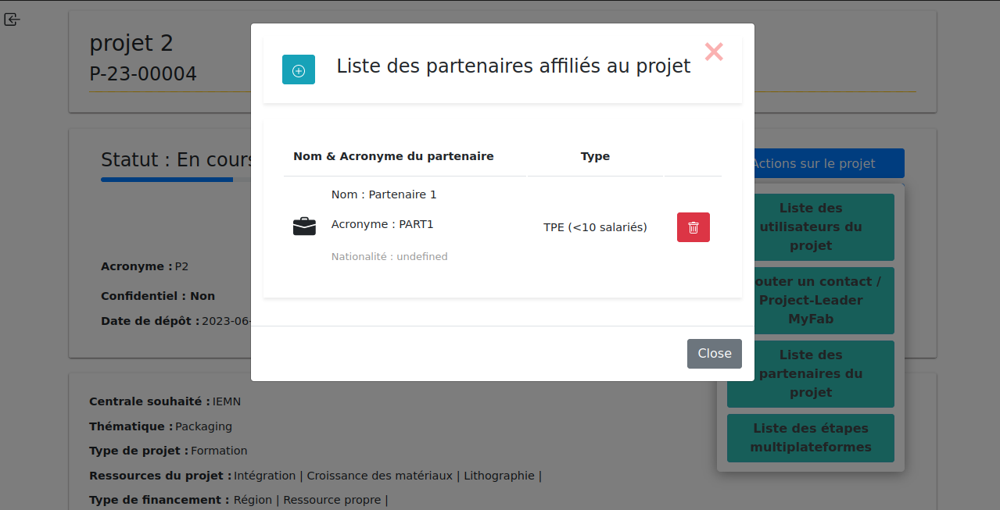 projet 2
P-23-00004
Liste des partenaires affiliés au projet
Statut : En cours
Actions sur le projet
Nom & Acronyme du partenaire Type
Nom : Partenaire 1
Acronyme : PART1
TPE (<10 salariés)
Nationalité : undefined
Close
Acronyme : P2
Confidentiel : Non
Date de dépôt : 2023-06-
Liste des
utilisateurs du
projet
outer un contact /
Project-Leader
MyFab
Liste des
partenaires du
projet
Liste des étapes
multiplateformes
Centrale souhaité : IEMN
Thématique : Packaging
Type de projet : Formation
Ressources du projet : Intégration | Croissance des matériaux | Lithographie |
Type de financement : Région | Ressource propre |